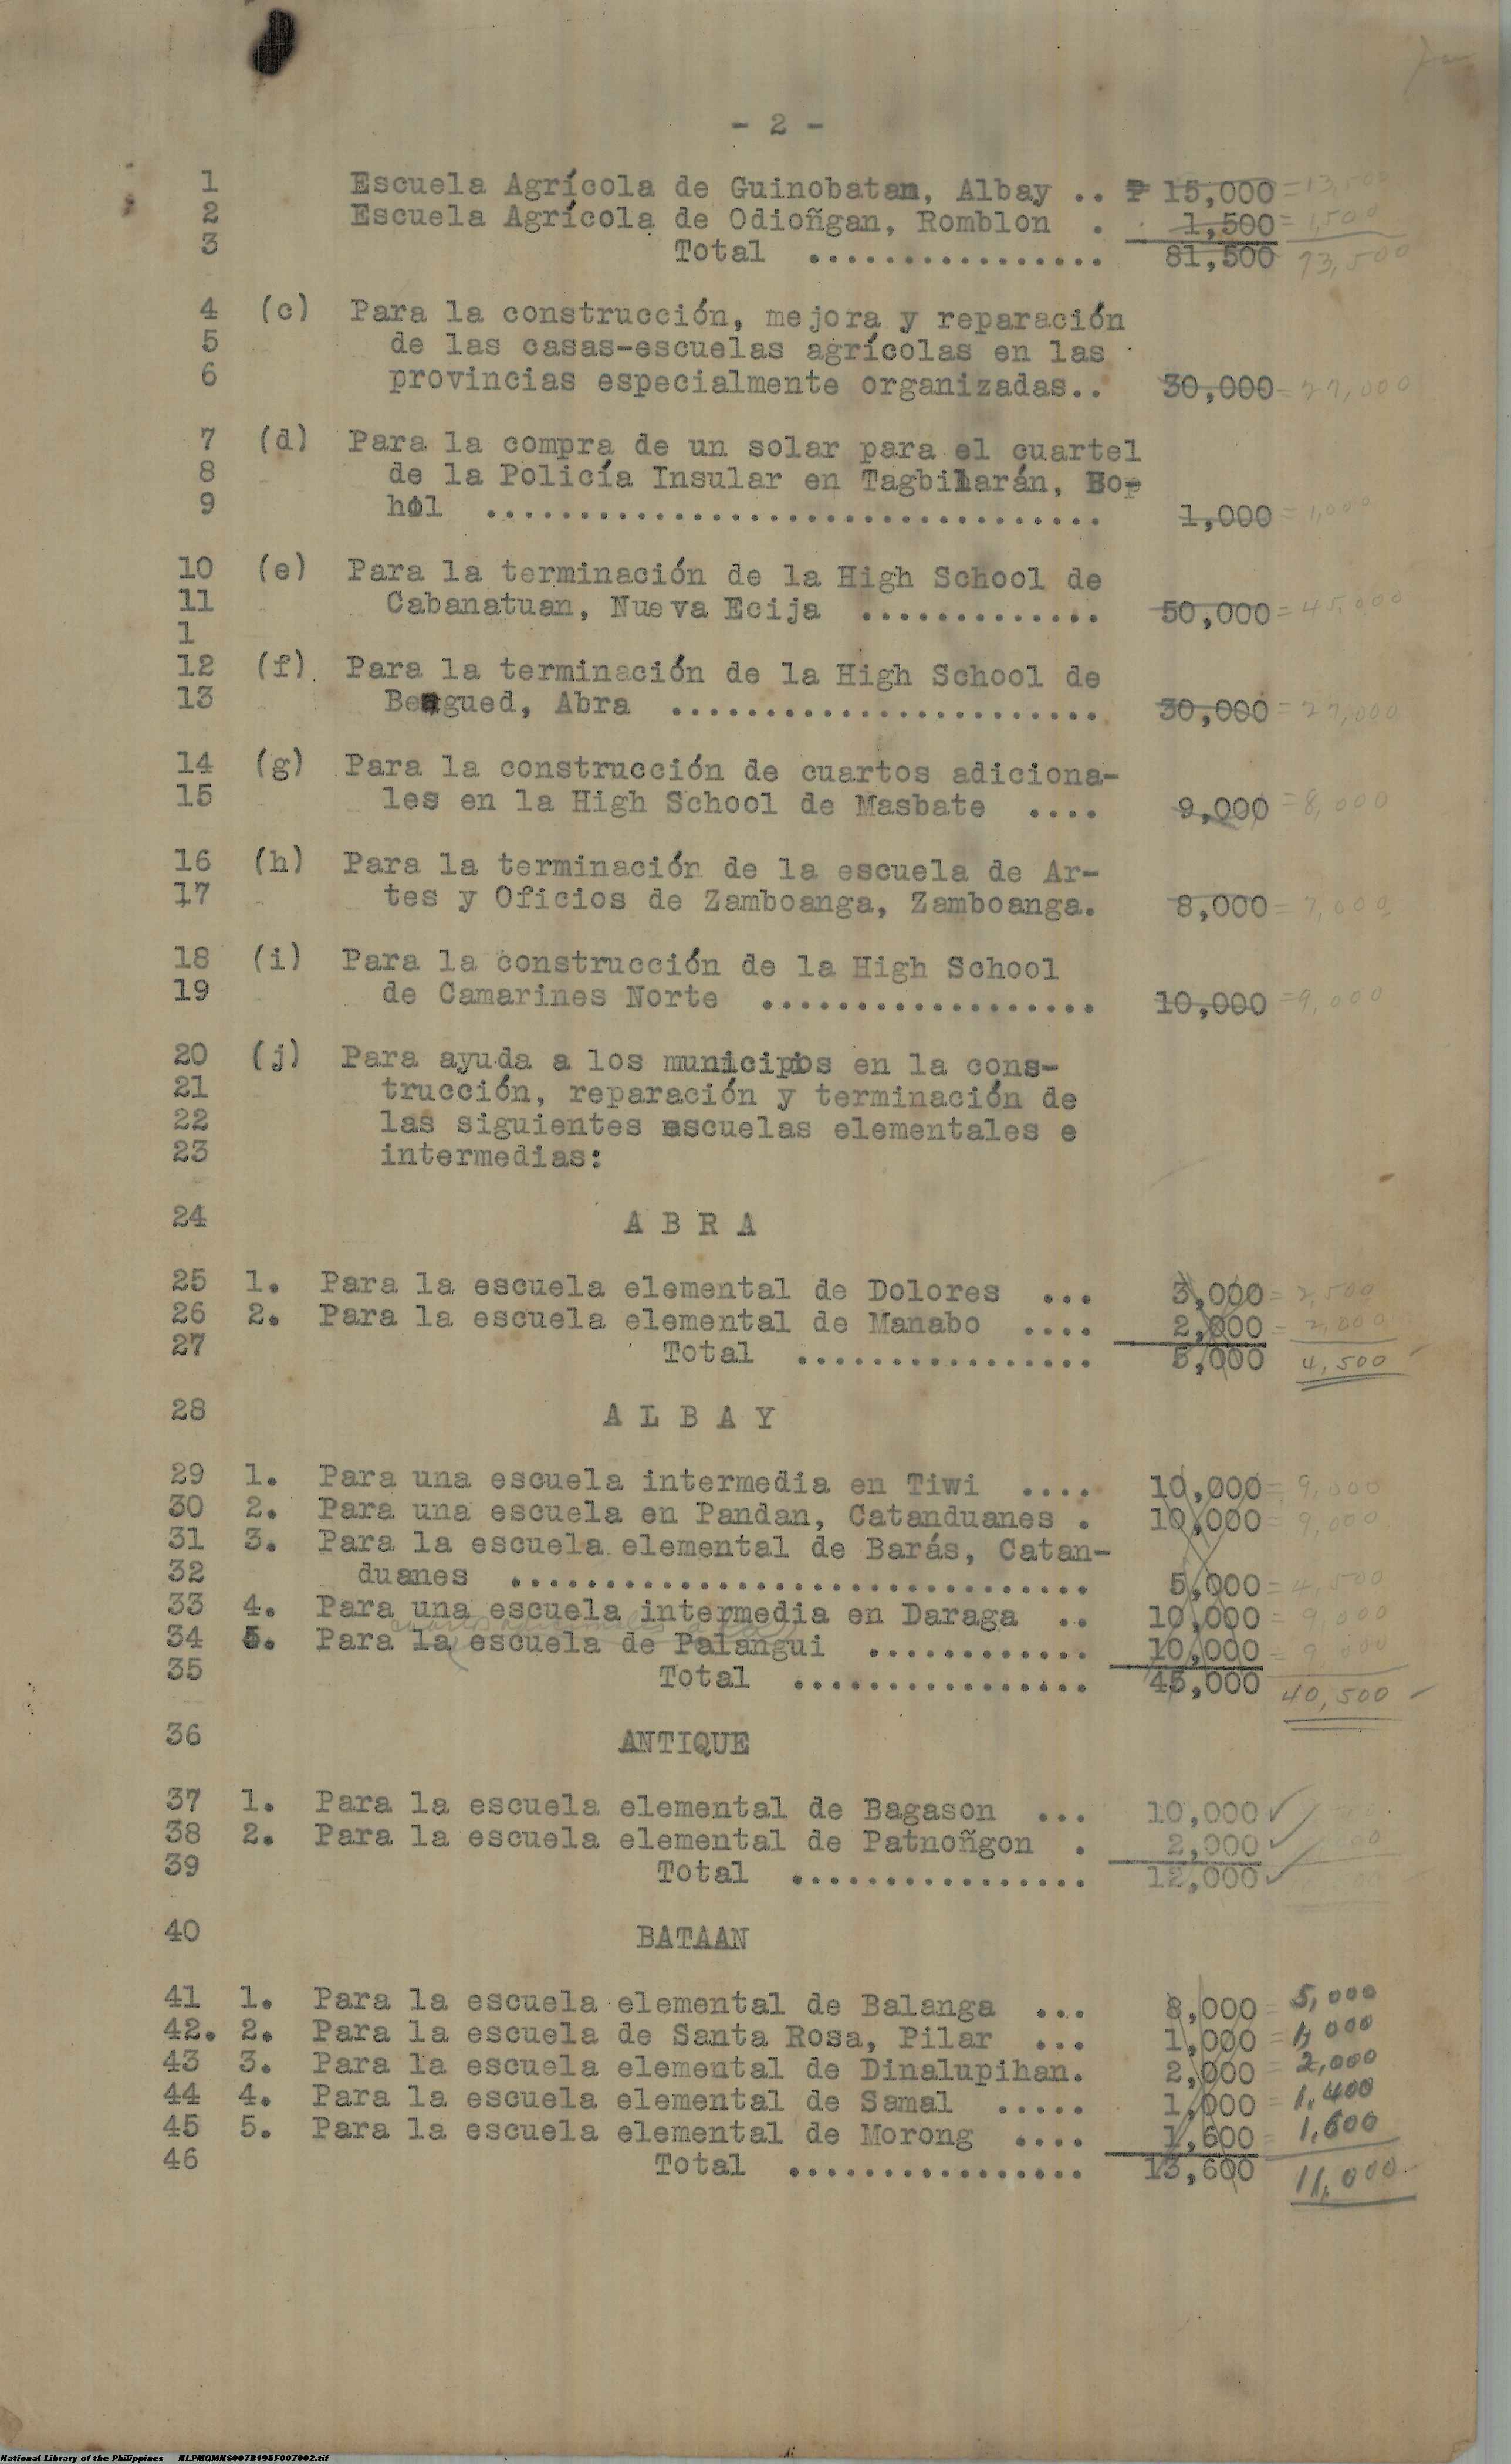 - 2 -
1 Escuela Agrícola de Guinobatan, Albay .. ₱ 15,000 = 13,500
2 Escuela Agrícola de Odioñgan, Romblon . 1,500 = 1,500
3 Total ................ 81,500 73,500
4 (c) Para la construcción, mejora y reparación
5 de las casas-escuelas agrícolas en las
6 provincias especialmente organizadas.. 30,000 = 27,000
7 (d) Para la compra de un solar para el cuartel
8 de la Policía Insular en Tagbilarán, Bo-
9 hol ................................. 1,000 = 1,000
10 (e) Para la terminación de la High School de
11 Cabanatuan, Nueva Ecija ............. 50,000 = 45,000
1
12 (f) Para la terminación de la High School de
13 Bengued, Abra ....................... 30,000 = 27,000
14 (g) Para la construcción de cuartos adiciona-
15 les en la High School de Masbate .... 9,000 = 8,000
16 (h) Para la terminación de la escuela de Ar-
17 tes y Oficios de Zamboanga, Zamboanga. 8,000 = 7,000
18 (i) Para la construcción de la High School
19 de Camarines Norte .................. 10,000 = 9,000
20 (j) Para ayuda a los municipios en la cons-
21 trucción, reparación y terminación de
22 las siguientes escuelas elementales e
23 intermedias:
24 A B R A
25 1. Para la escuela elemental de Dolores ... 3,000 = 2,500
26 2. Para la escuela elemental de Manabo .... 2,000 = 2,000
27 Total ................ 5,000 4,500
28 A L B A Y
29 1. Para una escuela intermedia en Tiwi .... 10,000 = 9,000
30 2. Para una escuela en Pandan, Catanduanes . 10,000 = 9,000
31 3. Para la escuela elemental de Barás, Catan-
32 duanes ............................... 5,000 = 4,500
33 4. Para una escuela intermedia en Daraga .. 10,000 = 9,000
cuartos adicionales a la
34 5. Para la escuela de Palangui ............ 10,000 = 9,000
35 Total ................ 45,000 40,500
36 ANTIQUE
37 1. Para la escuela elemental de Bagason ... 10,000
38 2. Para la escuela elemental de Patnoñgon . 2,000
39 Total ................ 12,000
40 BATAAN
41 1. Para la escuela elemental de Balanga ... 8,000 = 5,000
42. 2. Para la escuela de Santa Rosa, Pilar ... 1,000 = 1,000
43 3. Para la escuela elemental de Dinalupihan. 2,000 = 2,000
44 4. Para la escuela elemental de Samal ..... 1,000 = 1,400
45 5. Para la escuela elemental de Morong .... 1,600 = 1,600
46 Total ................ 13,600 11,000
National Library of the Philippines NLPMQMNS007B195F007002.tif